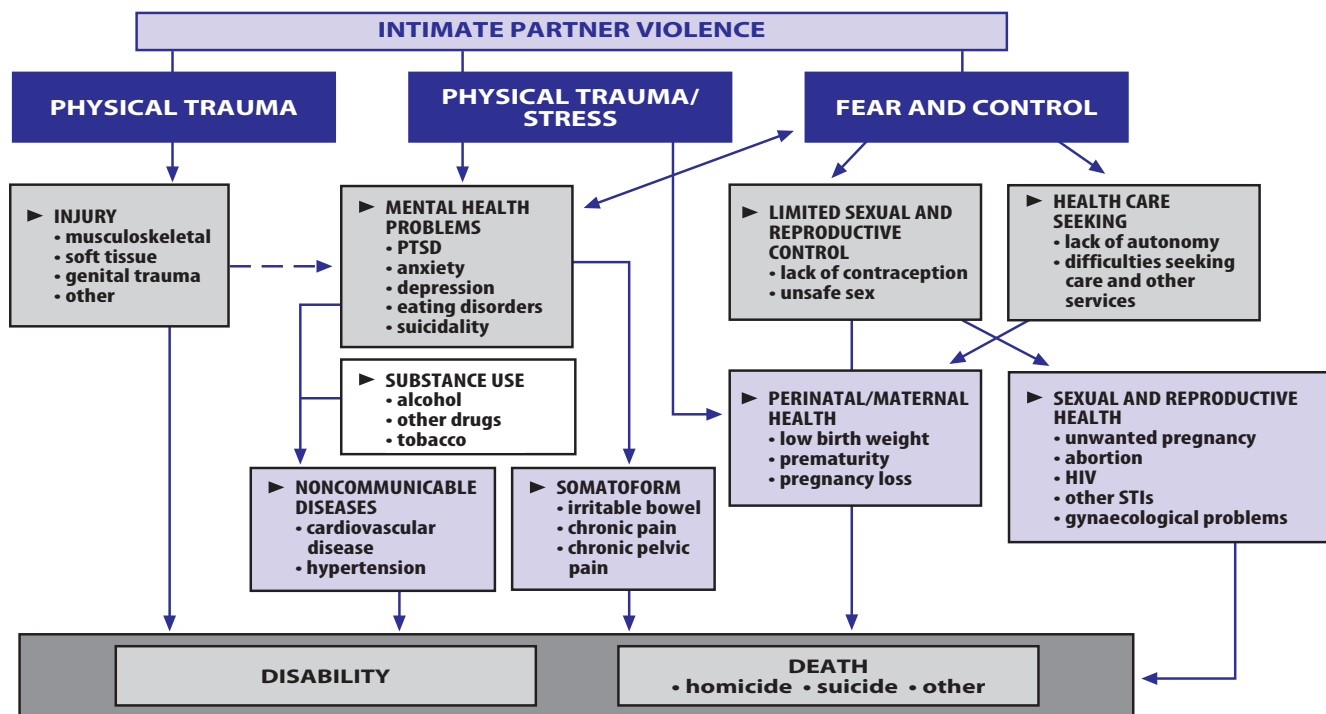 INTIMATE PARTNER VIOLENCE
PHYSICAL TRAUMA
PHYSICAL TRAUMA/
STRESS
FEAR AND CONTROL
► INJURY
• musculoskeletal
• soft tissue
• genital trauma
• other
► MENTAL HEALTH
PROBLEMS
• PTSD
• anxiety
• depression
• eating disorders
• suicidality
► LIMITED SEXUAL AND
REPRODUCTIVE
CONTROL
• lack of contraception
• unsafe sex
► HEALTH CARE
SEEKING
• lack of autonomy
• difficulties seeking
care and other
services
► SUBSTANCE USE
• alcohol
• other drugs
• tobacco
► PERINATAL/MATERNAL
HEALTH
• low birth weight
• prematurity
• pregnancy loss
► SEXUAL AND REPRODUCTIVE
HEALTH
• unwanted pregnancy
• abortion
• HIV
• other STIs
• gynaecological problems
► NONCOMMUNICABLE
DISEASES
• cardiovascular
disease
• hypertension
► SOMATOFORM
• irritable bowel
• chronic pain
• chronic pelvic
pain
DISABILITY
DEATH
• homicide • suicide • other